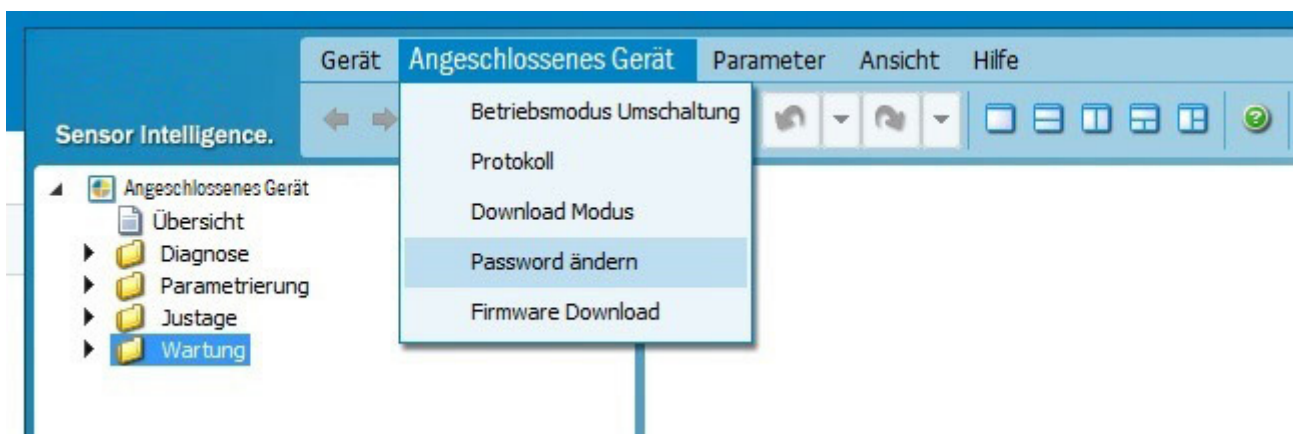 Gerät Angeschlossenes Gerät Parameter Ansicht Hilfe
Sensor Intelligence.
Betriebsmodus Umschaltung
Protokoll
Download Modus
Password ändern
Firmware Download
Angeschlossenes Gerät
Übersicht
Diagnose
Parametrierung
Justage
Wartung